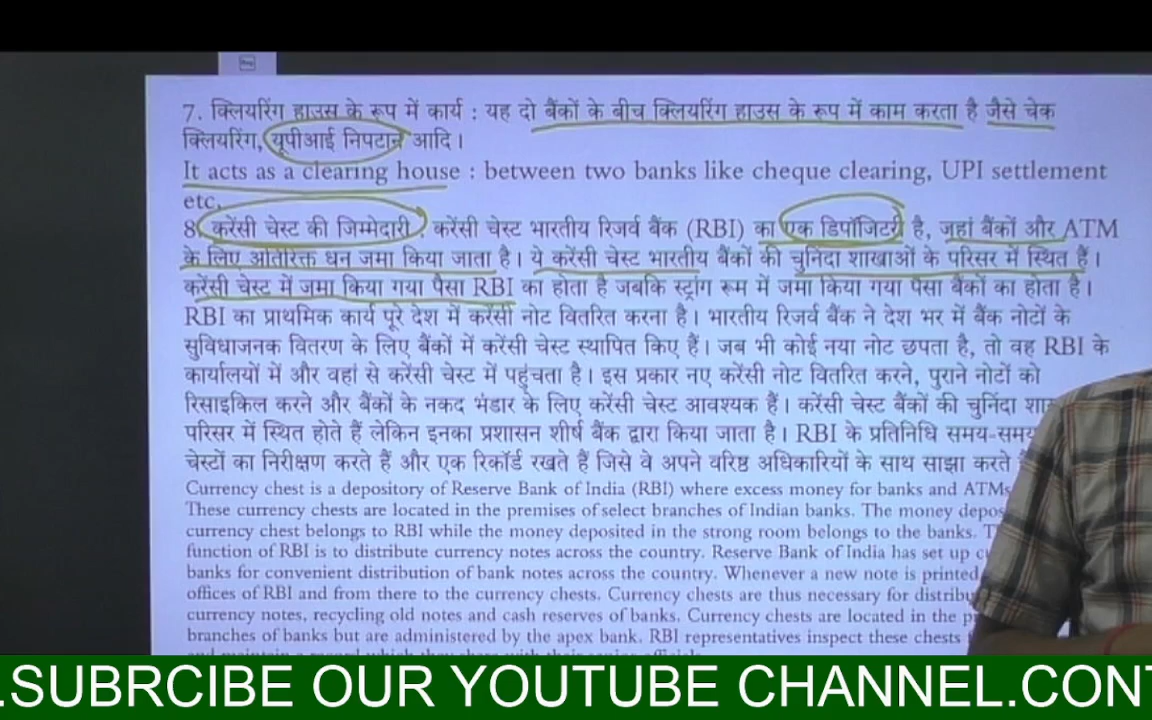 7. क्लियरिंग हाउस के रूप में कार्य : यह दो बैंकों के बीच क्लियरिंग हाउस के रूप में काम करता है जैसे चेक
क्लियरिंग, यूपीआई निपटान आदि।
It acts as a clearing house : between two banks like cheque clearing, UPI settlement
etc.
8. करेंसी चेस्ट की जिम्मेदारी करेंसी चेस्ट भारतीय रिजर्व बैंक (RBI) का एक डिपॉजिटरी है, जहां बैंकों और ATM
के लिए अतिरिक्त धन जमा किया जाता है। ये करेंसी चेस्ट भारतीय बैंकों की चुनिंदा शाखाओं के परिसर में स्थित हैं।
करेंसी चेस्ट में जमा किया गया पैसा RBI का होता है जबकि स्ट्रांग रूम में जमा किया गया पैसा बैंकों का होता है।
RBI का प्राथमिक कार्य पूरे देश में करेंसी नोट वितरित करना है। भारतीय रिजर्व बैंक ने देश भर में बैंक नोटों के
सुविधाजनक वितरण के लिए बैंकों में करेंसी चेस्ट स्थापित किए हैं। जब भी कोई नया नोट छपता है, तो वह RBI के
कार्यालयों में और वहां से करेंसी चेस्ट में पहुंचता है। इस प्रकार नए करेंसी नोट वितरित करने, पुराने नोटों को
रिसाइकिल करने और बैंकों के नकद भंडार के लिए करेंसी चेस्ट आवश्यक हैं। करेंसी चेस्ट बैंकों की चुनिंदा
परिसर में स्थित होते हैं लेकिन इनका प्रशासन शीर्ष बैंक द्वारा किया जाता है। RBI के प्रतिनिधि समय-समय
चेस्टों का निरीक्षण करते हैं और एक रिकॉर्ड रखते हैं जिसे वे अपने वरिष्ठ अधिकारियों के साथ साझा करते
Currency chest is a depository of Reserve Bank of India (RBI) where excess money for banks and ATMs
These currency chests are located in the premises of select branches of Indian banks. The money depos
currency chest belongs to RBI while the money deposited in the strong room belongs to the banks.
function of RBI is to distribute currency notes across the country. Reserve Bank of India has set up
banks for convenient distribution of bank notes across the country. Whenever a new note is printed
offices of RBI and from there to the currency chests. Currency chests are thus necessary for distribu
currency notes, recycling old notes and cash reserves of banks. Currency chests are located in the
branches of banks but are administered by the apex bank. RBI representatives inspect these chests
and maintain a record which they share with their senior officials.
.SUBRCIBE OUR YOUTUBE CHANNEL.CONT